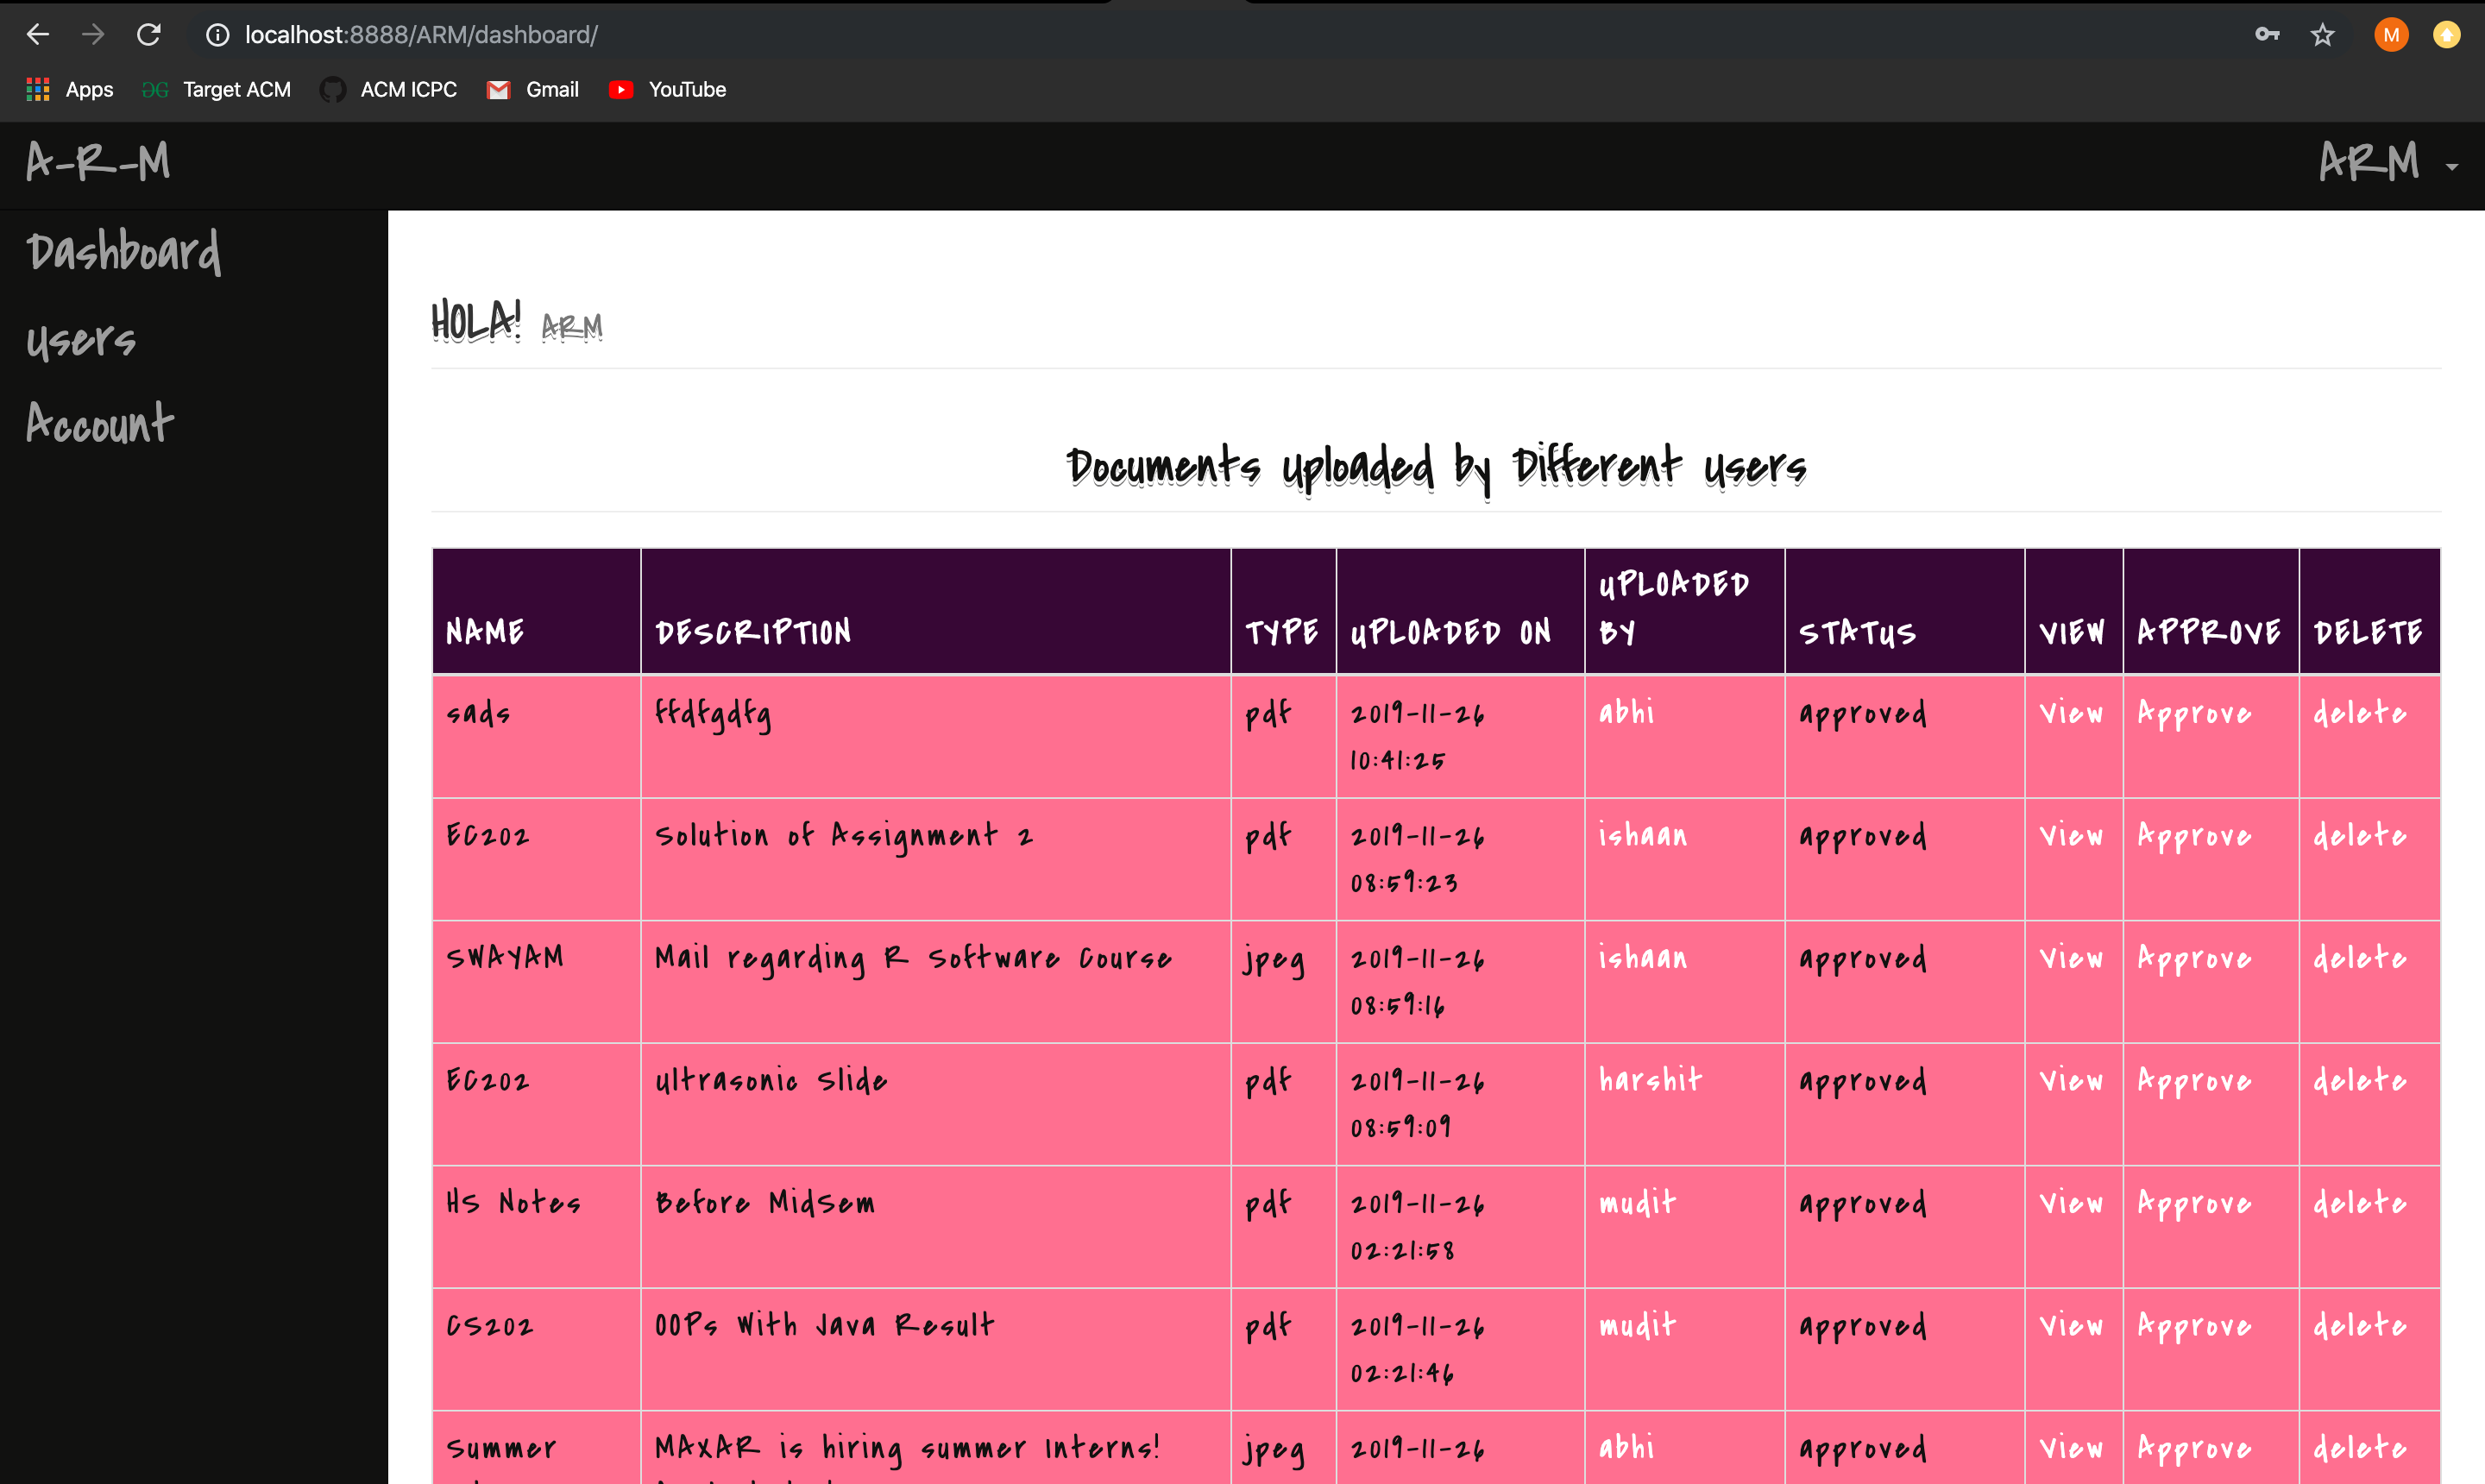 localhost:8888/ARM/dashboard/
M
Apps
Target ACM
ACM ICPC
Gmail
YouTube
A-R-M
ARM
Dashboard
Users
Account
HOLA! ARM
Documents Uploaded by Different Users
NAME DESCRIPTION TYPE UPLOADED ON UPLOADED BY STATUS VIEW APPROVE DELETE
sads ffdfgdfg pdf 2019-11-26 10:41:25 abhi approved View Approve delete
EC202 Solution of Assignment 2 pdf 2019-11-26 08:59:23 ishaan approved View Approve delete
SWAYAM Mail regarding R Software Course jpeg 2019-11-26 08:59:16 ishaan approved View Approve delete
EC202 Ultrasonic Slide pdf 2019-11-26 08:59:09 harshit approved View Approve delete
HS Notes Before MidSem pdf 2019-11-26 02:21:58 mudit approved View Approve delete
CS202 OOPs With Java Result pdf 2019-11-26 02:21:46 mudit approved View Approve delete
Summer MAXAR is hiring summer Interns! jpeg 2019-11-26 abhi approved View Approve delete